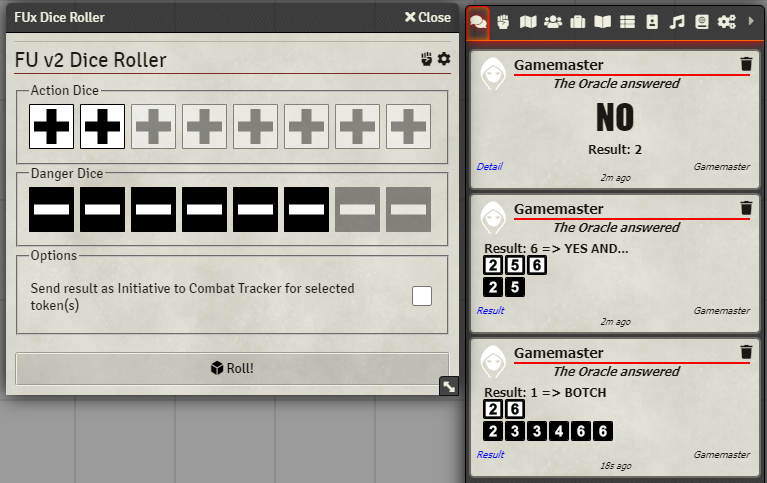 FUx Dice Roller
Close
FU v2 Dice Roller
Action Dice
Danger Dice
Options
Send result as Initiative to Combat Tracker for selected
token(s)
Roll!
Gamemaster
The Oracle answered
NO
Result: 2
Detail
Gamemaster
2m ago
Gamemaster
The Oracle answered
Result: 6 => YES AND...
2 5 6
2 5
Result
Gamemaster
2m ago
Gamemaster
The Oracle answered
Result: 1 => BOTCH
2 6
2 3 3 4 6 6
Result
Gamemaster
18s ago